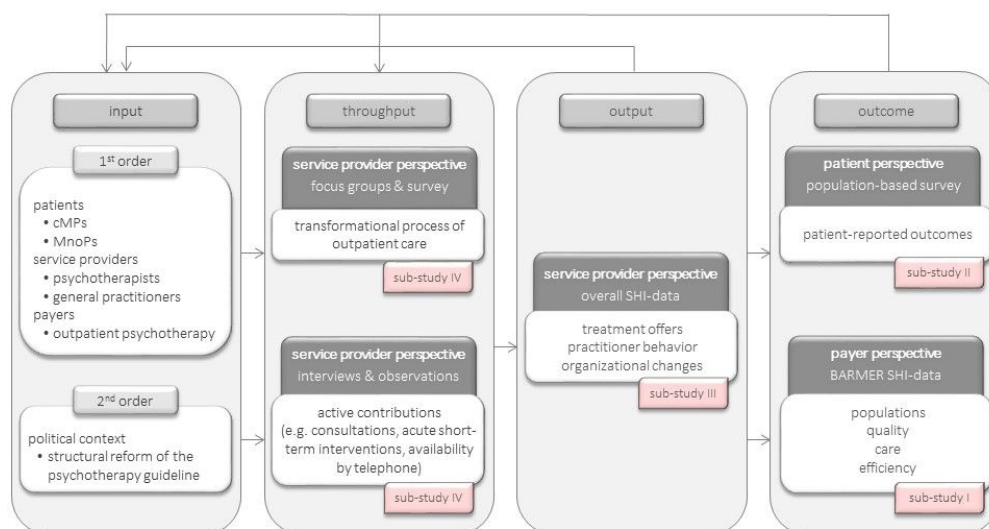 input
1st order
patients
• cMPs
• MnoPs
service providers
• psychotherapists
• general practitioners
payers
• outpatient psychotherapy
2nd order
political context
• structural reform of the
psychotherapy guideline
throughput
service provider perspective
focus groups & survey
transformational process of
outpatient care
sub-study IV
service provider perspective
interviews & observations
active contributions
(e.g. consultations, acute short-
term interventions, availability
by telephone)
sub-study IV
output
service provider perspective
overall SHI-data
treatment offers
practitioner behavior
organizational changes
sub-study III
outcome
patient perspective
population-based survey
patient-reported outcomes
sub-study II
payer perspective
BARMER SHI-data
populations
quality
care
efficiency
sub-study I